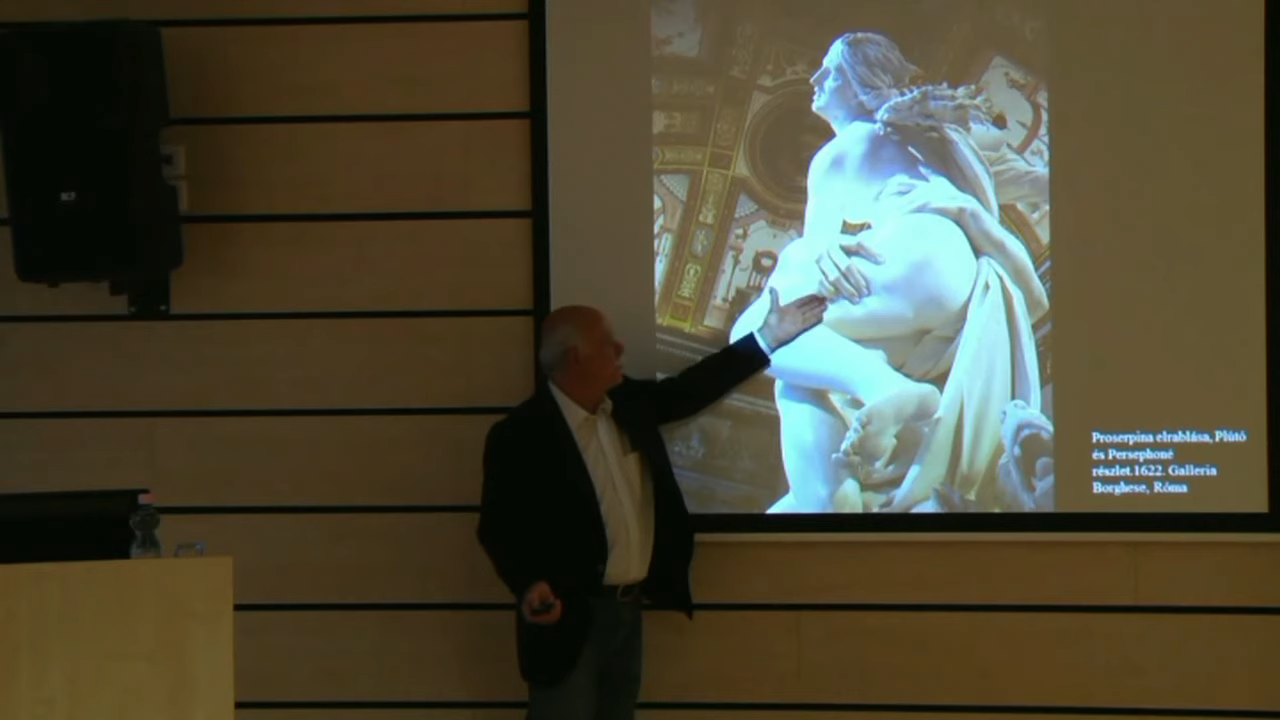 Proserpina elrablása, Plútó
és Persephoné
részlet.1622. Galleria
Borghese, Róma